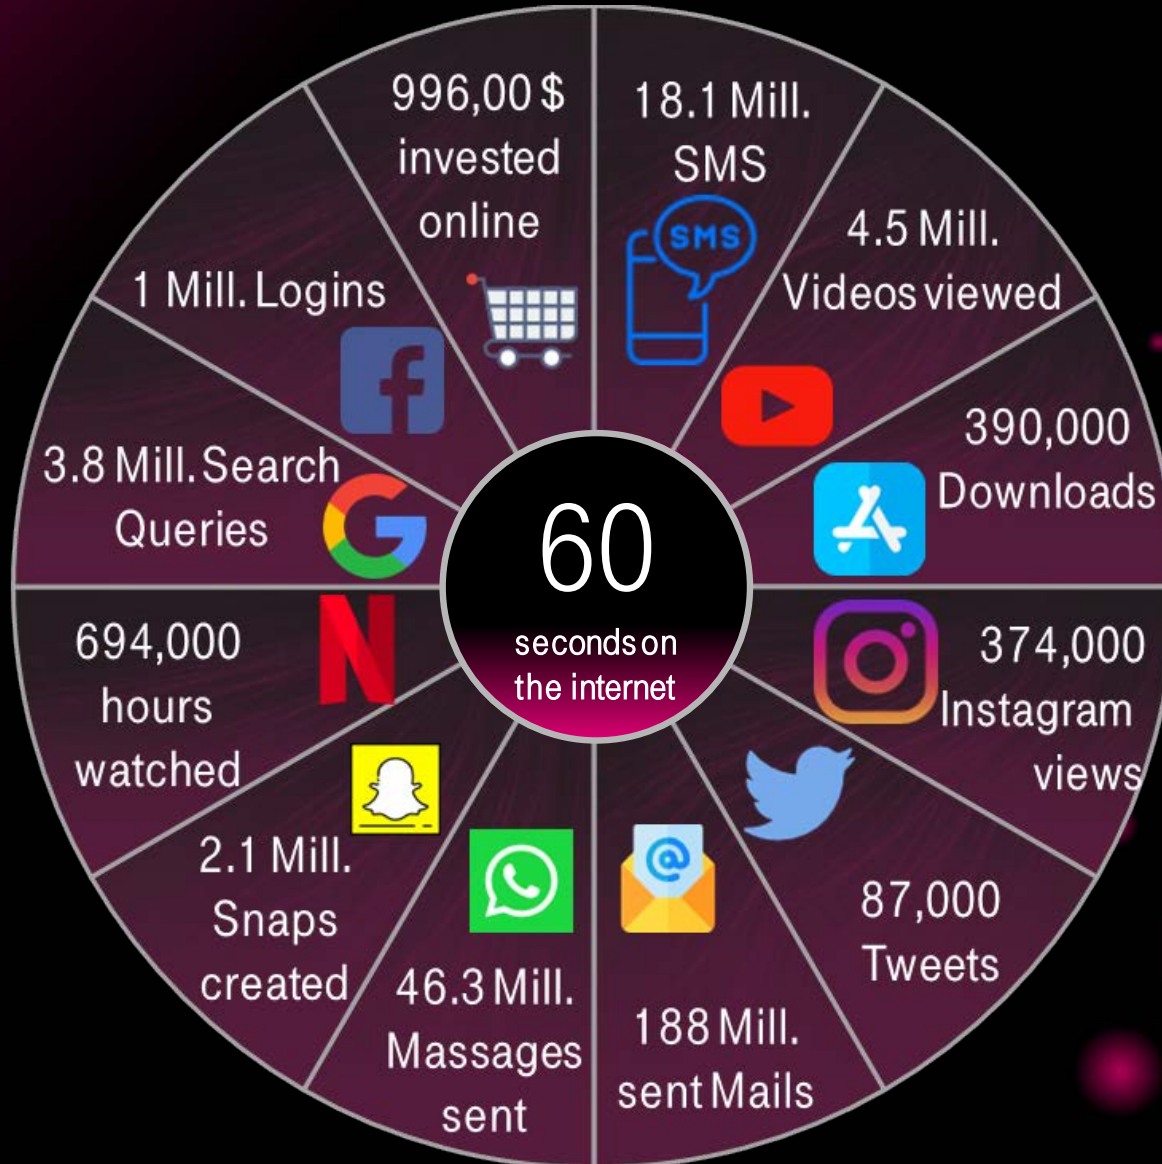 996,00 $
invested
online
18.1 Mill.
SMS
SMS
4.5 Mill.
Videos viewed
390,000
Downloads
374,000
Instagram
views
87,000
Tweets
188 Mill.
sent Mails
46.3 Mill.
Massages
sent
2.1 Mill.
Snaps
created
694,000
hours
watched
3.8 Mill. Search
Queries
1 Mill. Logins
60
seconds on
the internet